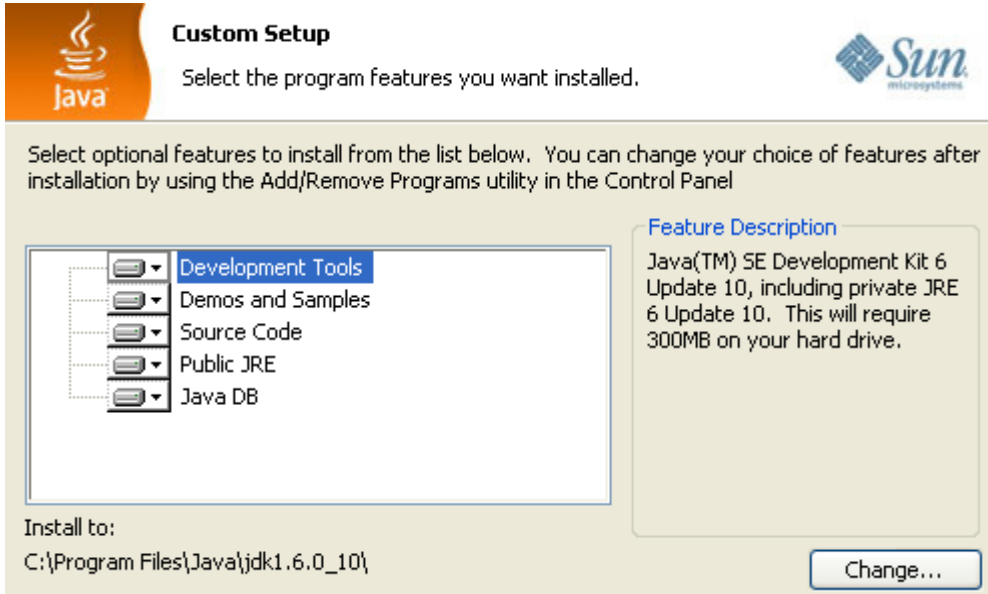 Java
Custom Setup
Select the program features you want installed.
Sun
microsystems
Select optional features to install from the list below.  You can change your choice of features after
installation by using the Add/Remove Programs utility in the Control Panel
Development Tools
Demos and Samples
Source Code
Public JRE
Java DB
Feature Description
Java(TM) SE Development Kit 6
Update 10, including private JRE
6 Update 10.  This will require
300MB on your hard drive.
Install to:
C:\Program Files\Java\jdk1.6.0_10\
Change...